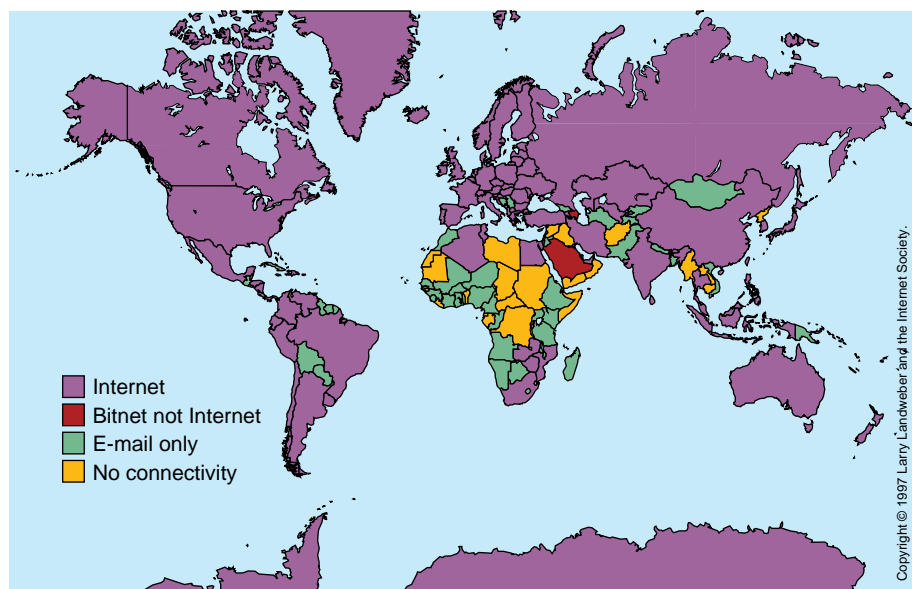 Internet
Bitnet not Internet
E-mail only
No connectivity
Copyright © 1997 Larry Landweber and the Internet Society.